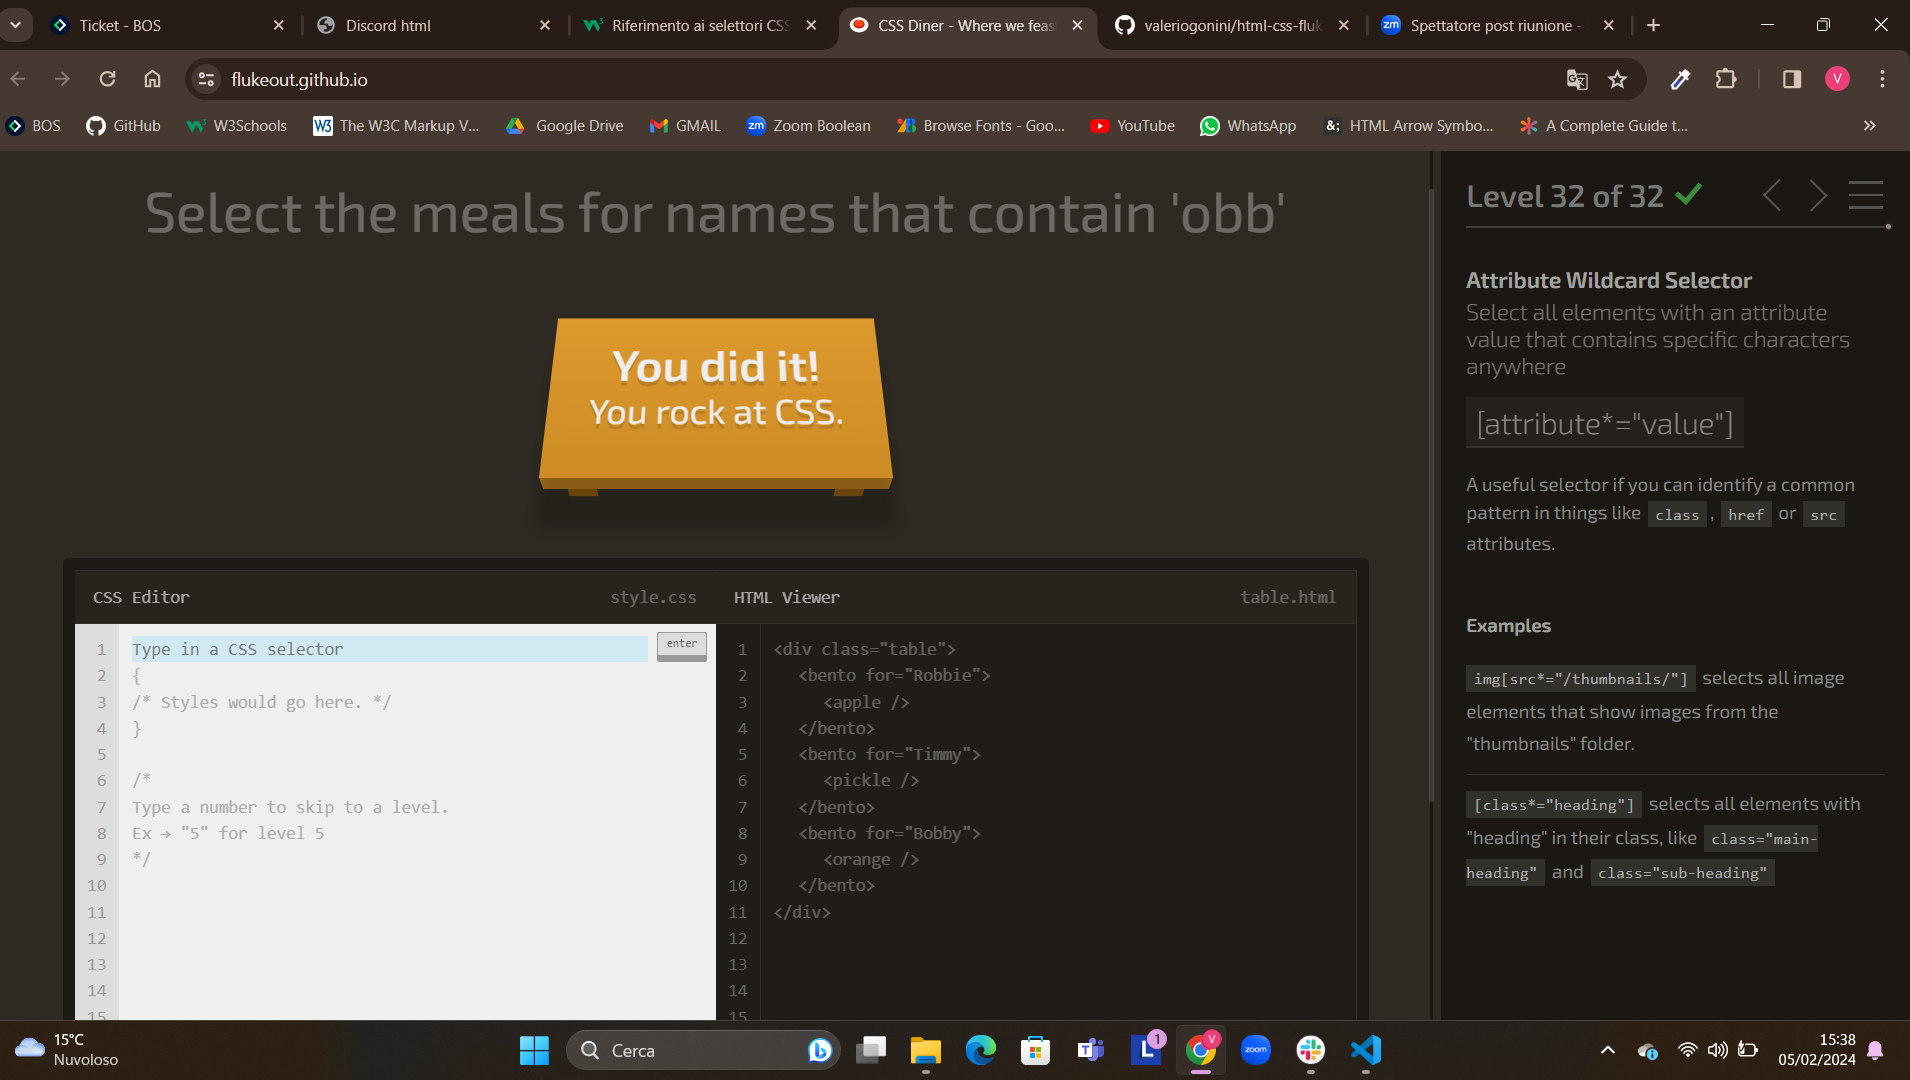 Ticket - BOS
Discord html
Riferimento ai selettori CSS
CSS Diner - Where we feas
valeriogonini/html-css-fluk
Spettatore post riunione -
flukeout.github.io
V
BOS
GitHub
W3Schools
The W3C Markup V...
Google Drive
GMAIL
Zoom Boolean
Browse Fonts - Goo...
YouTube
WhatsApp
HTML Arrow Symbo...
A Complete Guide t...
Select the meals for names that contain 'obb'
You did it!
You rock at CSS.
CSS Editor
style.css
HTML Viewer
table.html
1 Type in a CSS selector
enter
2 {
3 /* Styles would go here. */
4 }
5
6 /*
7 Type a number to skip to a level.
8 Ex → "5" for level 5
9 */
10
11
12
13
14
15
1 <div class="table">
2 <bento for="Robbie">
3 <apple />
4 </bento>
5 <bento for="Timmy">
6 <pickle />
7 </bento>
8 <bento for="Bobby">
9 <orange />
10 </bento>
11 </div>
12
13
14
15
Level 32 of 32
Attribute Wildcard Selector
Select all elements with an attribute
value that contains specific characters
anywhere
[attribute*="value"]
A useful selector if you can identify a common
pattern in things like class , href or src
attributes.
Examples
img[src*="/thumbnails/"] selects all image
elements that show images from the
"thumbnails" folder.
[class*="heading"] selects all elements with
"heading" in their class, like class="main-
heading" and class="sub-heading"
15°C
Nuvoloso
Cerca
L
1
V
zoom
15:38
05/02/2024